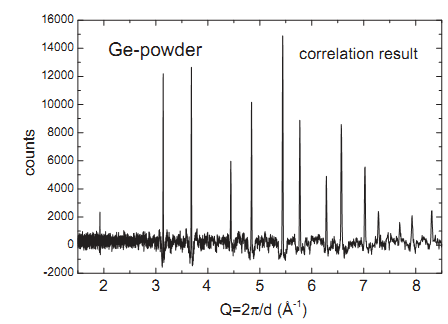 16000
14000
12000
10000
8000
6000
4000
2000
0
-2000
counts
Ge-powder
correlation result
2 3 4 5 6 7 8
Q=2π/d (Å⁻¹)